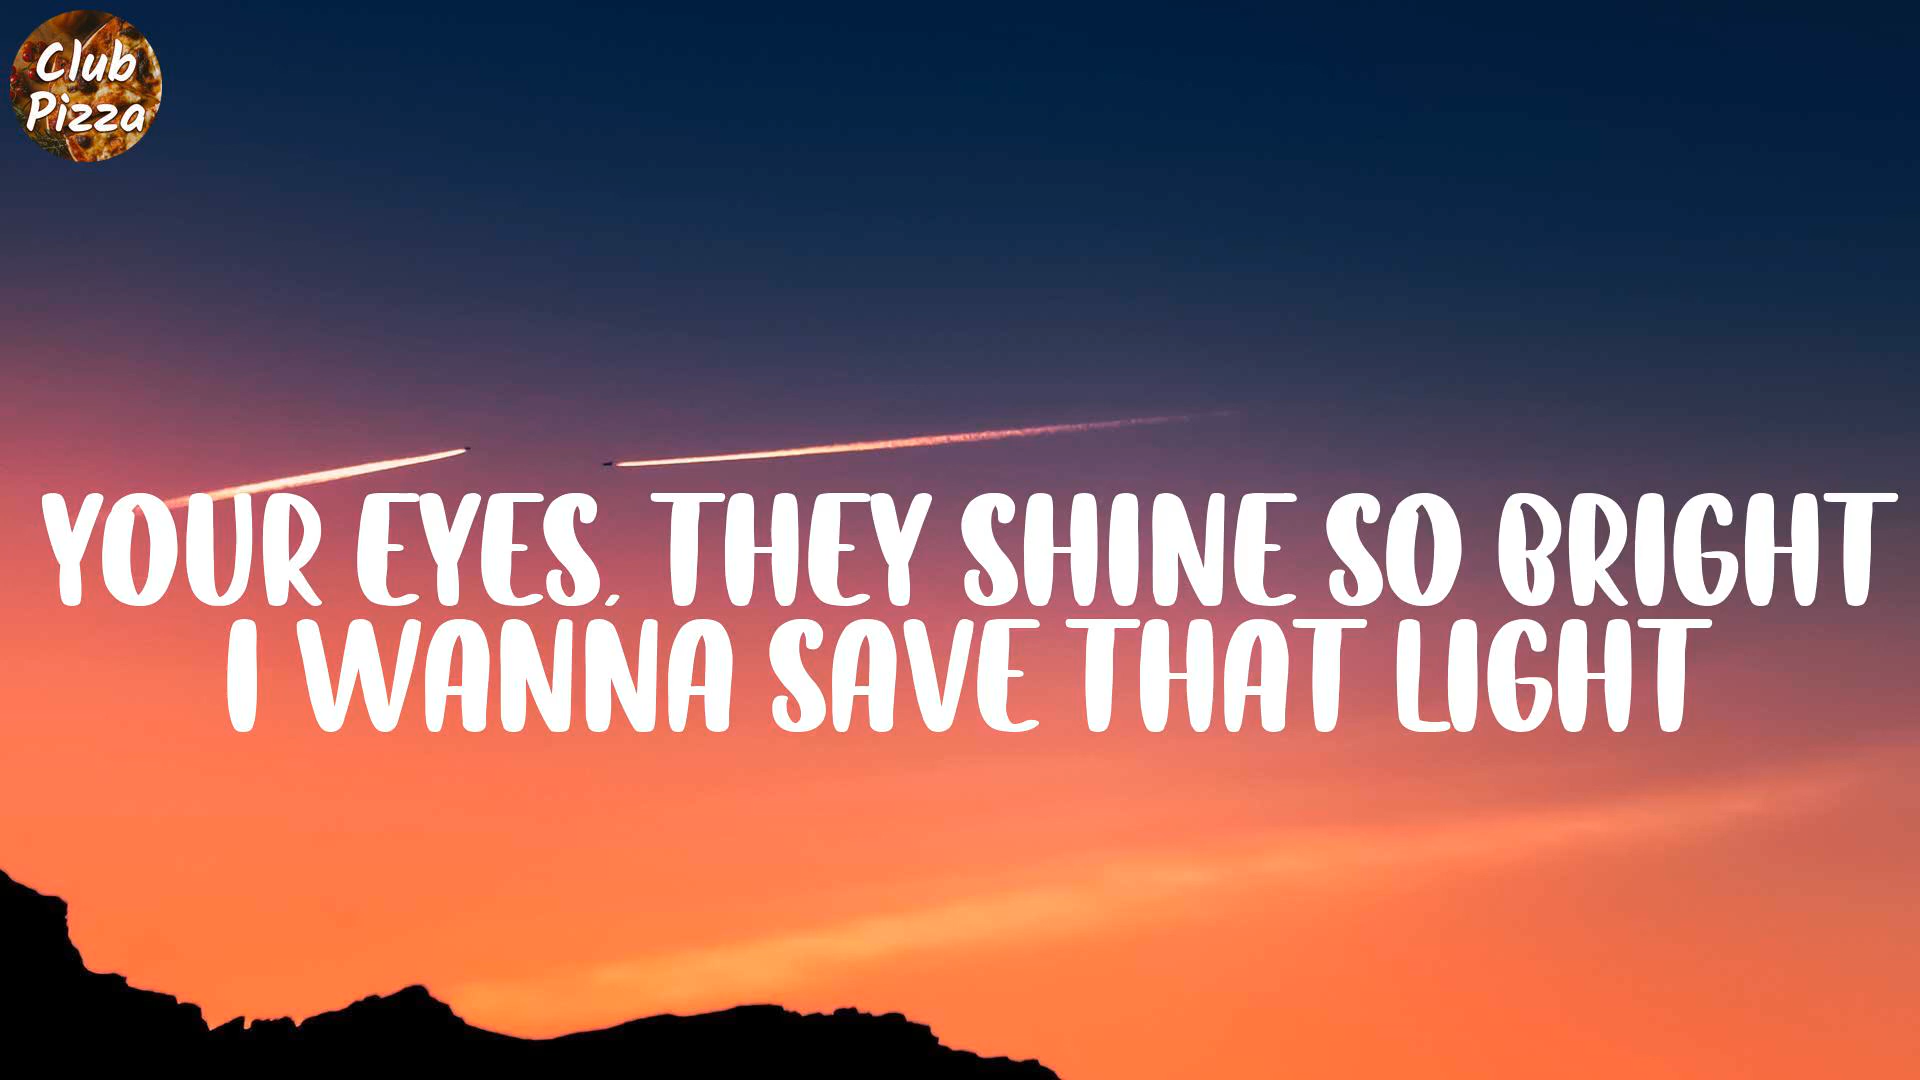 Club
Pizza
YOUR EYES, THEY SHINE SO BRIGHT
I WANNA SAVE THAT LIGHT